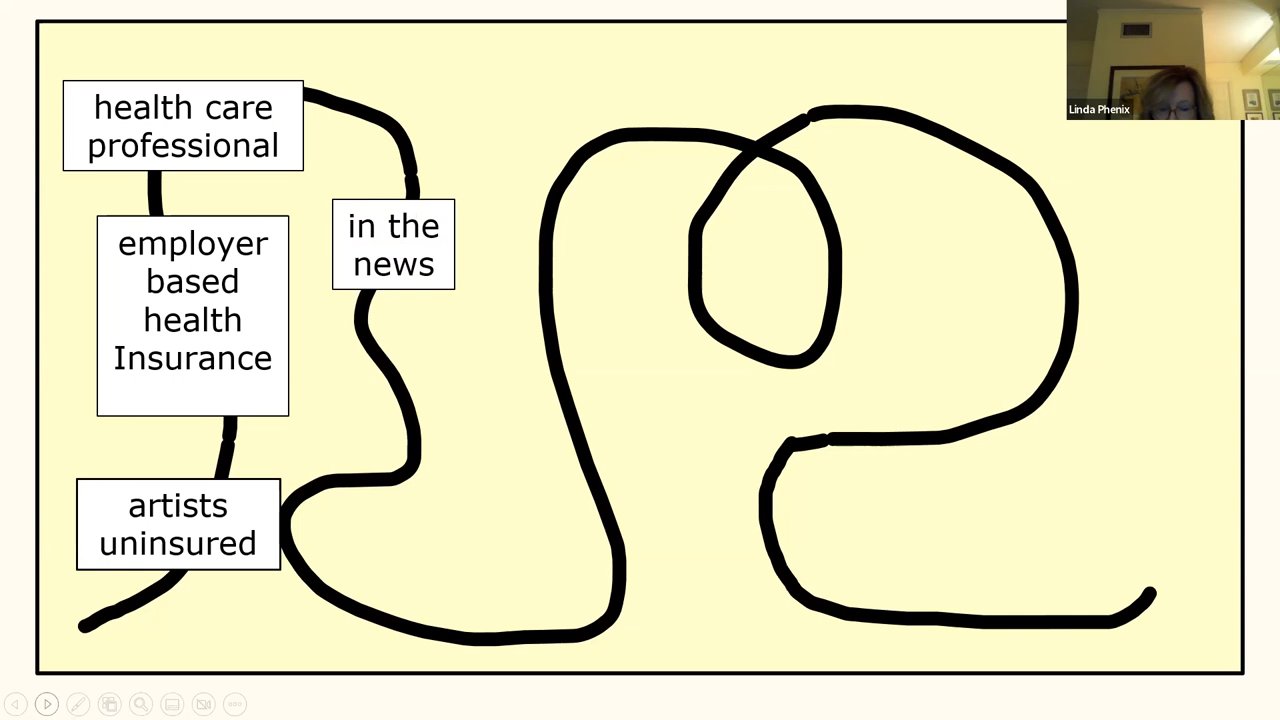 health care
professional
employer
based
health
Insurance
artists
uninsured
in the
news
Linda Phenix